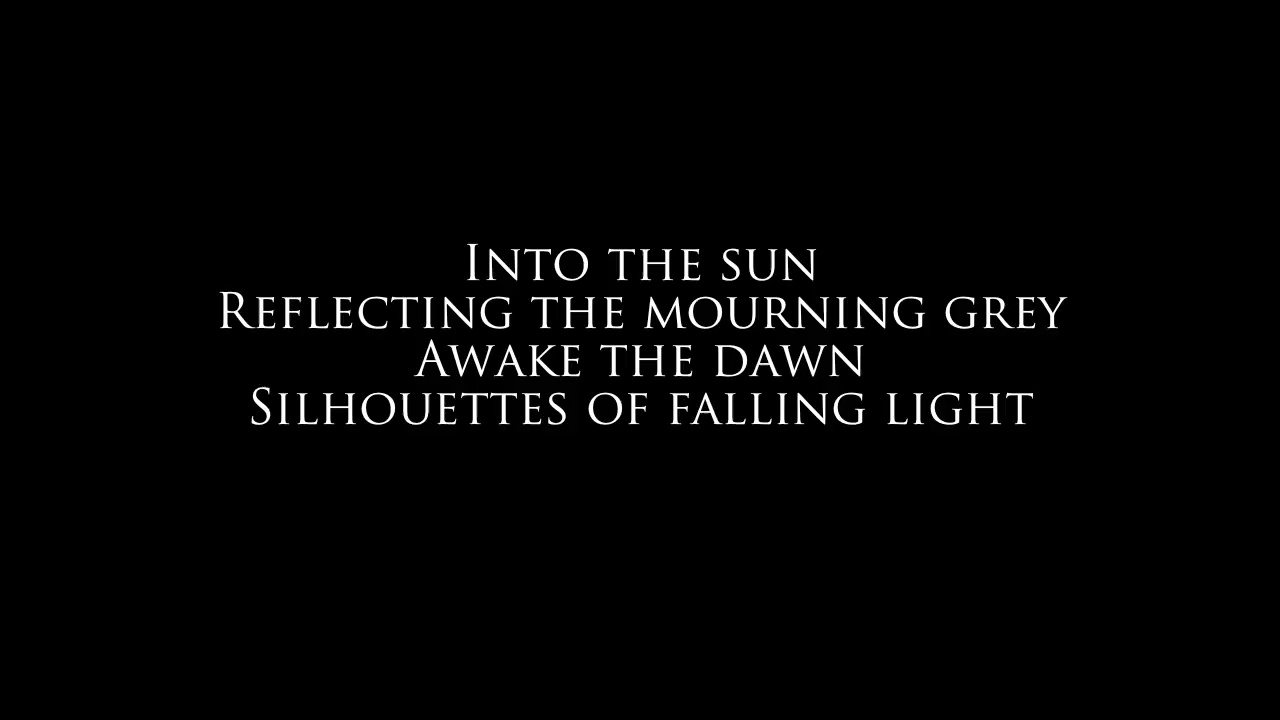 Into the sun
Reflecting the mourning grey
Awake the dawn
Silhouettes of falling light